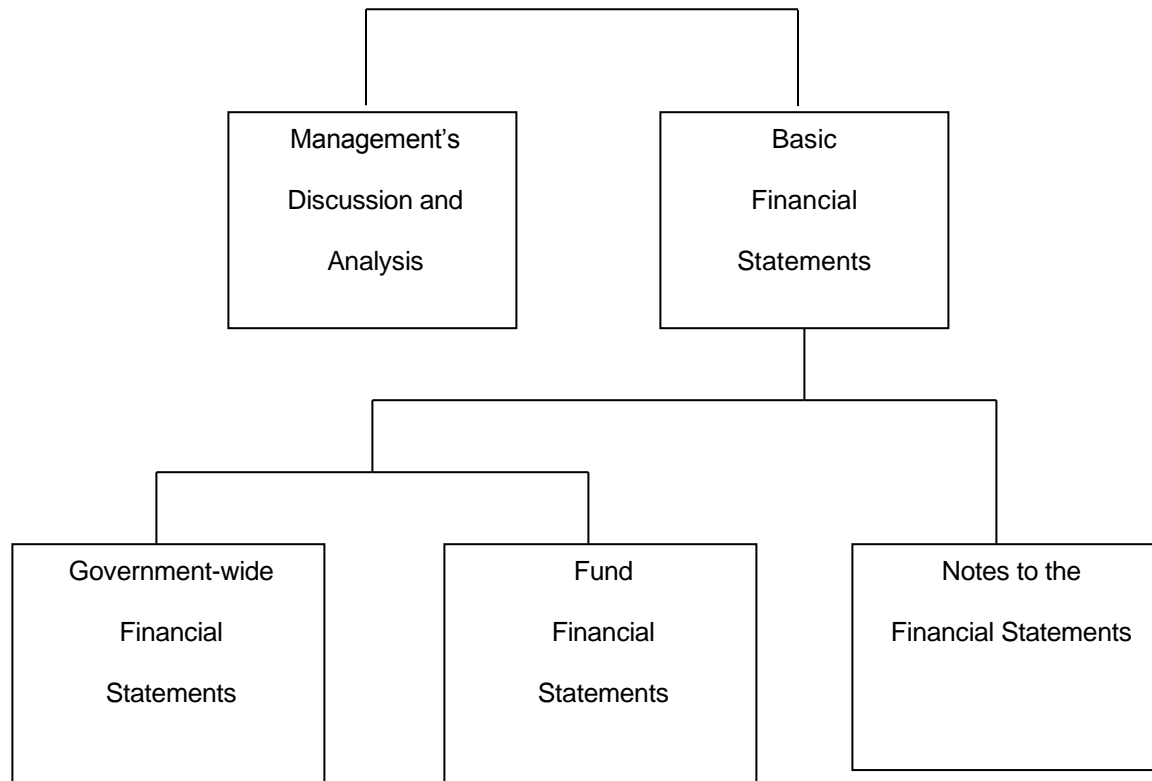 Management’s
Discussion and
Analysis
Basic
Financial
Statements
Government-wide
Financial
Statements
Fund
Financial
Statements
Notes to the
Financial Statements